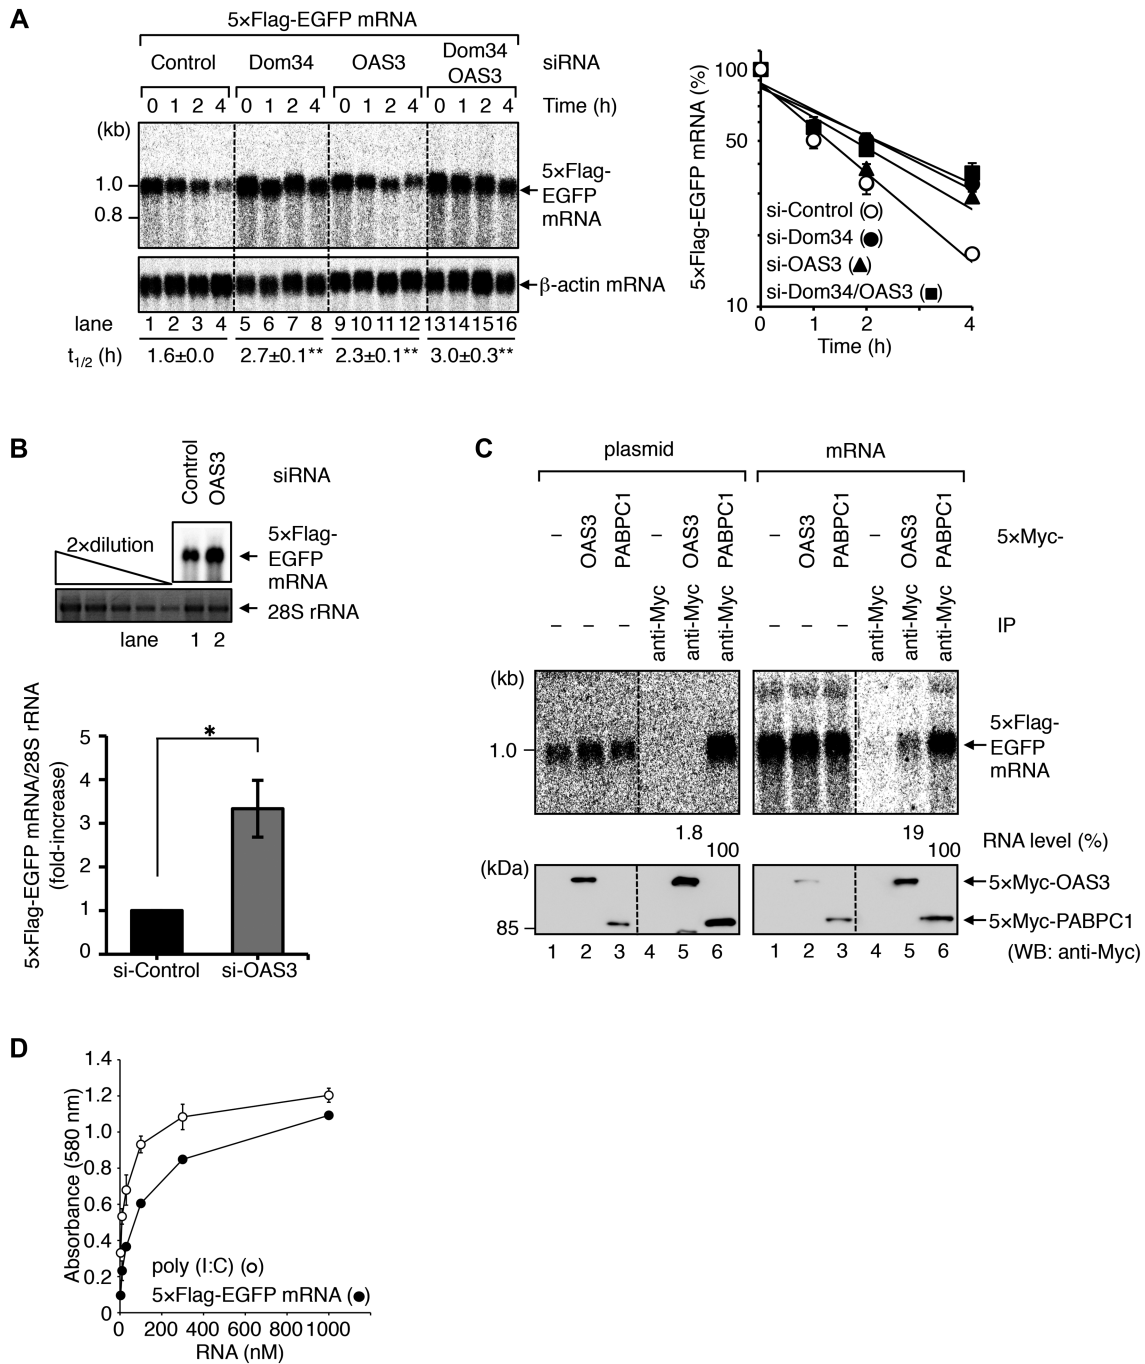 A
5×Flag-EGFP mRNA
Control Dom34 OAS3 Dom34 OAS3 siRNA
0 1 2 4 0 1 2 4 0 1 2 4 0 1 2 4 Time (h)
(kb)
1.0
0.8
5×Flag-
EGFP
mRNA
β-actin mRNA
lane 1 2 3 4 5 6 7 8 9 10 11 12 13 14 15 16
t1/2 (h) 1.6±0.0 2.7±0.1** 2.3±0.1** 3.0±0.3**
5×Flag-EGFP mRNA (%)
100
50
10
si-Control (○)
si-Dom34 (●)
si-OAS3 (▲)
si-Dom34/OAS3 (■)
0 1 2 4
Time (h)
B
Control OAS3 siRNA
2×dilution
5×Flag-
EGFP
mRNA
28S rRNA
lane 1 2
5×Flag-EGFP mRNA/28S rRNA
(fold-increase)
5
4
3
2
1
0
*
si-Control si-OAS3
C
plasmid mRNA
– OAS3 PABPC1 – OAS3 PABPC1 – OAS3 PABPC1 – OAS3 PABPC1 5×Myc-
– – – anti-Myc anti-Myc anti-Myc – – – anti-Myc anti-Myc anti-Myc IP
(kb)
1.0
5×Flag-
EGFP
mRNA
1.8 100 19 100 RNA level (%)
(kDa)
85
5×Myc-OAS3
5×Myc-PABPC1
1 2 3 4 5 6 1 2 3 4 5 6 (WB: anti-Myc)
D
Absorbance (580 nm)
1.4
1.2
1.0
0.8
0.6
0.4
0.2
0
poly (I:C) (○)
5×Flag-EGFP mRNA (●)
0 200 400 600 800 1000
RNA (nM)